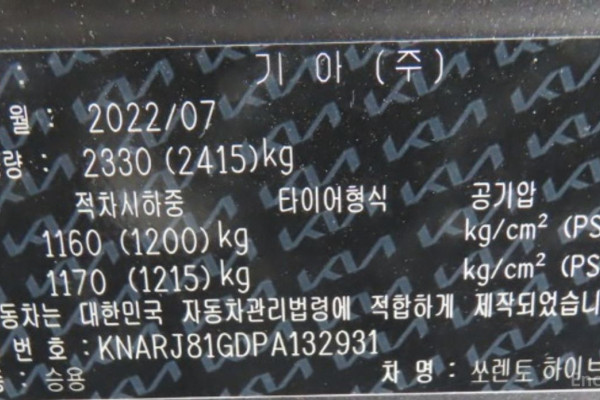 기 아 (주)
월 : 2022/07
량 : 2330 (2415)kg
적차시하중 타이어형식 공기압
1160 (1200) kg kg/cm² (PS
1170 (1215) kg kg/cm² (PS
동차는 대한민국 자동차관리법령에 적합하게 제작되었습니
번 호 : KNARJ81GDPA132931
종 : 승용 차 명 : 쏘렌토 하이브